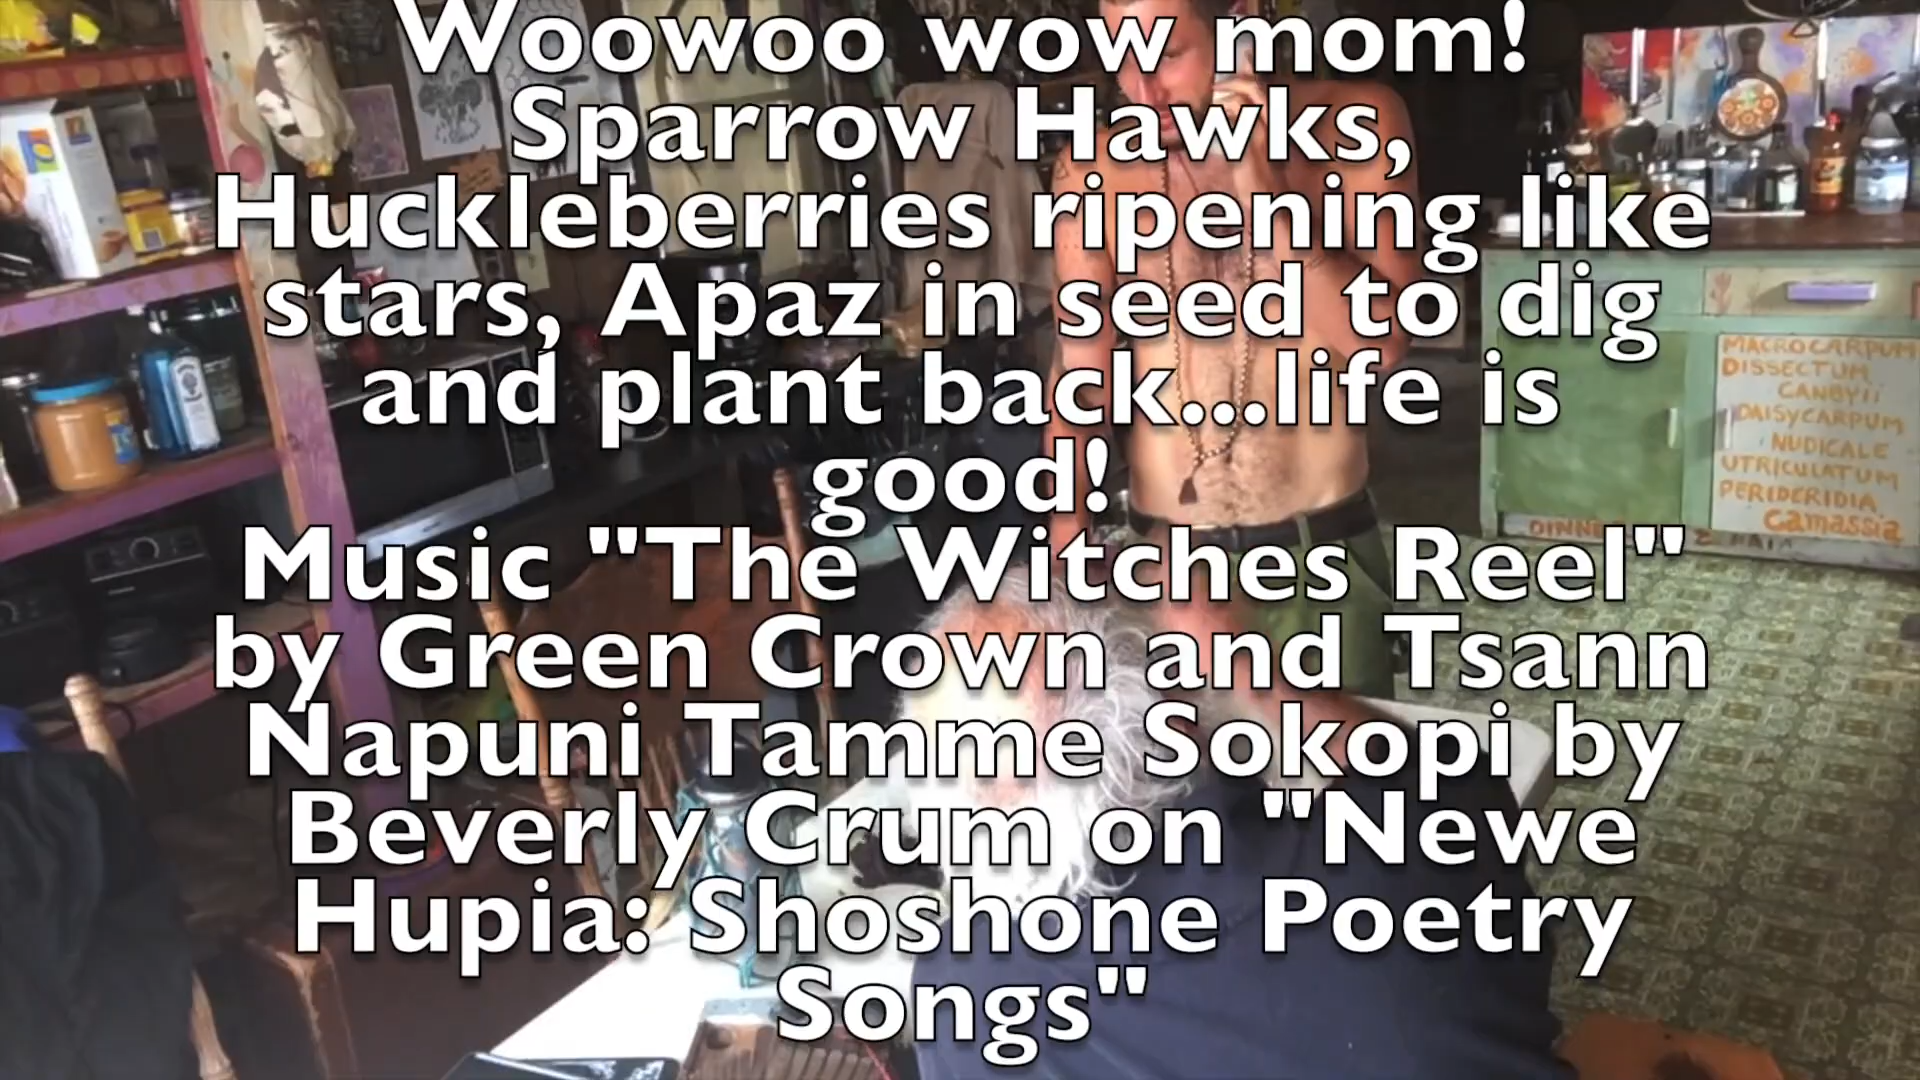 Woowoo wow mom!
Sparrow Hawks,
Huckleberries ripening like
stars, Apaz in seed to dig
and plant back...life is
good!
Music "The Witches Reel"
by Green Crown and Tsann
Napuni Tamme Sokopi by
Beverly Crum on "Newe
Hupia: Shoshone Poetry
Songs"
MACROCARPUM
DISSECTUM
CANBYII
DAISYCARPUM
NUDICALE
UTRICULATUM
PERIDERIDIA
Camassia